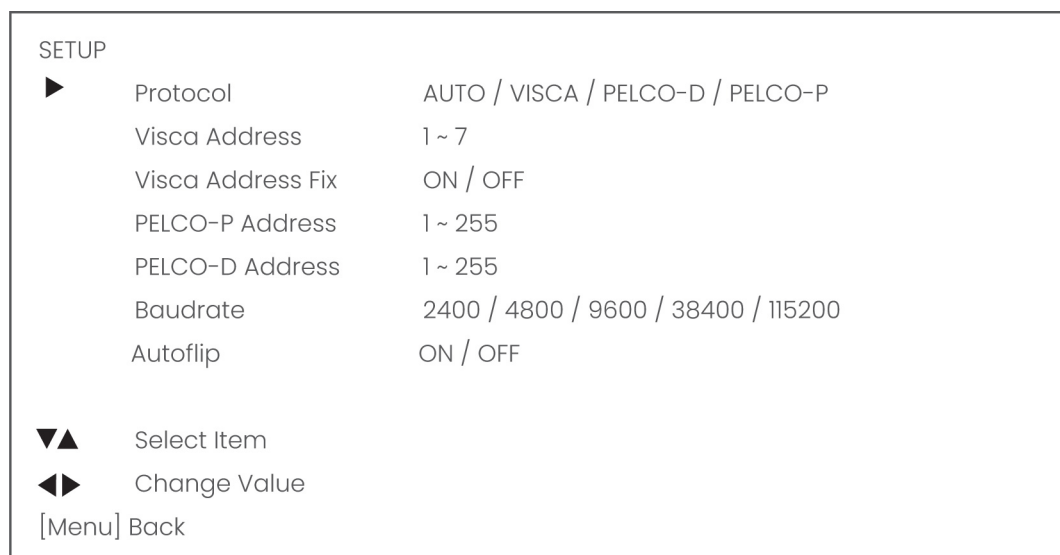 SETUP
▶ Protocol AUTO / VISCA / PELCO-D / PELCO-P
Visca Address 1 ~ 7
Visca Address Fix ON / OFF
PELCO-P Address 1 ~ 255
PELCO-D Address 1 ~ 255
Baudrate 2400 / 4800 / 9600 / 38400 / 115200
Autoflip ON / OFF
▼▲ Select Item
◀▶ Change Value
[Menu] Back